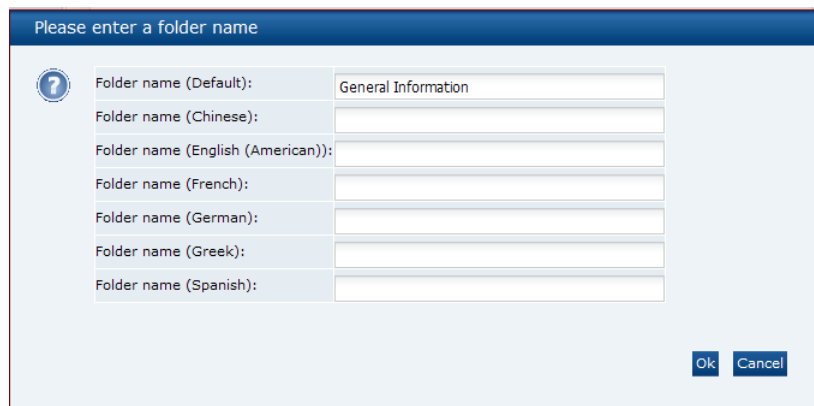 Please enter a folder name
?
Folder name (Default): General Information
Folder name (Chinese):
Folder name (English (American)):
Folder name (French):
Folder name (German):
Folder name (Greek):
Folder name (Spanish):
Ok Cancel